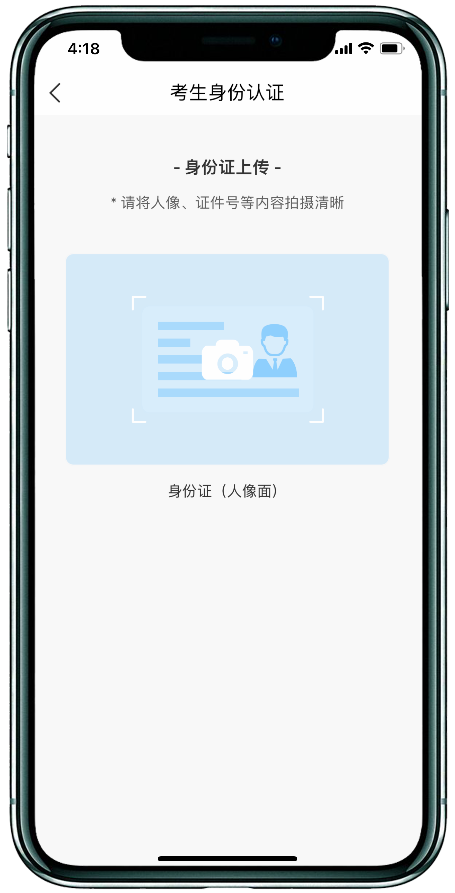 4:18
考生身份认证
- 身份证上传 -
* 请将人像、证件号等内容拍摄清晰
身份证（人像面）